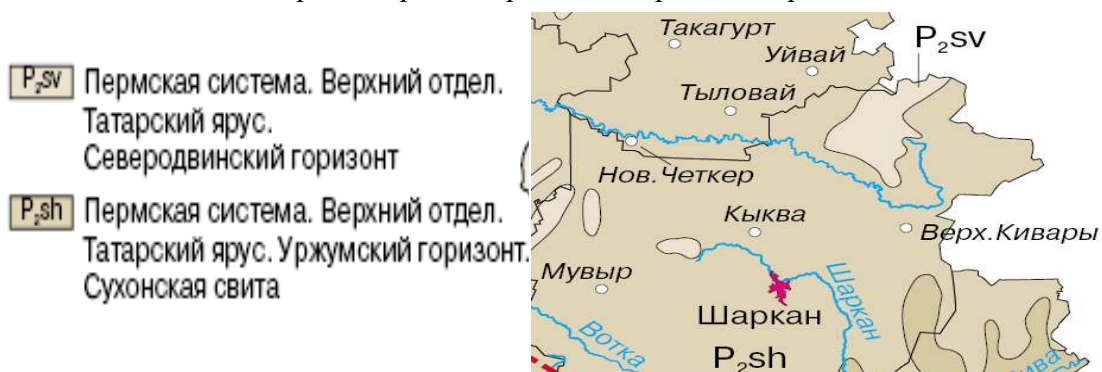 P₂sv Пермская система. Верхний отдел.
Татарский ярус.
Северодвинский горизонт
P₂sh Пермская система. Верхний отдел.
Татарский ярус. Уржумский горизонт.
Сухонская свита
Такагурт
Уйвай
P₂sv
Тыловай
Нов.Четкер
Кыква
Верх.Кивары
Мувыр
Шаркан
Шаркан
Вотка
P₂sh